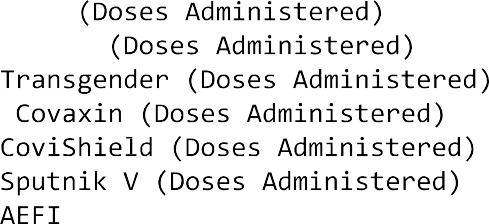 (Doses Administered)
(Doses Administered)
Transgender (Doses Administered)
Covaxin (Doses Administered)
CoviShield (Doses Administered)
Sputnik V (Doses Administered)
AEFI